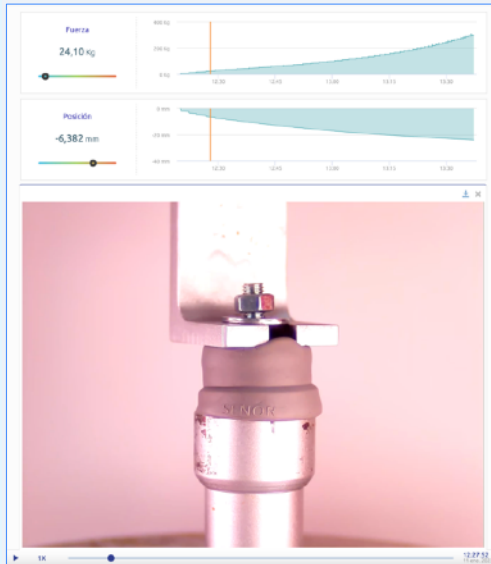 Fuerza
24,10 Kg
400 Kg
200 Kg
0 Kg
12:30
12:45
13:00
13:15
13:30
Posición
-6,382 mm
0 mm
-20 mm
-40 mm
12:30
12:45
13:00
13:15
13:30
SENOR
1X
12:27:52